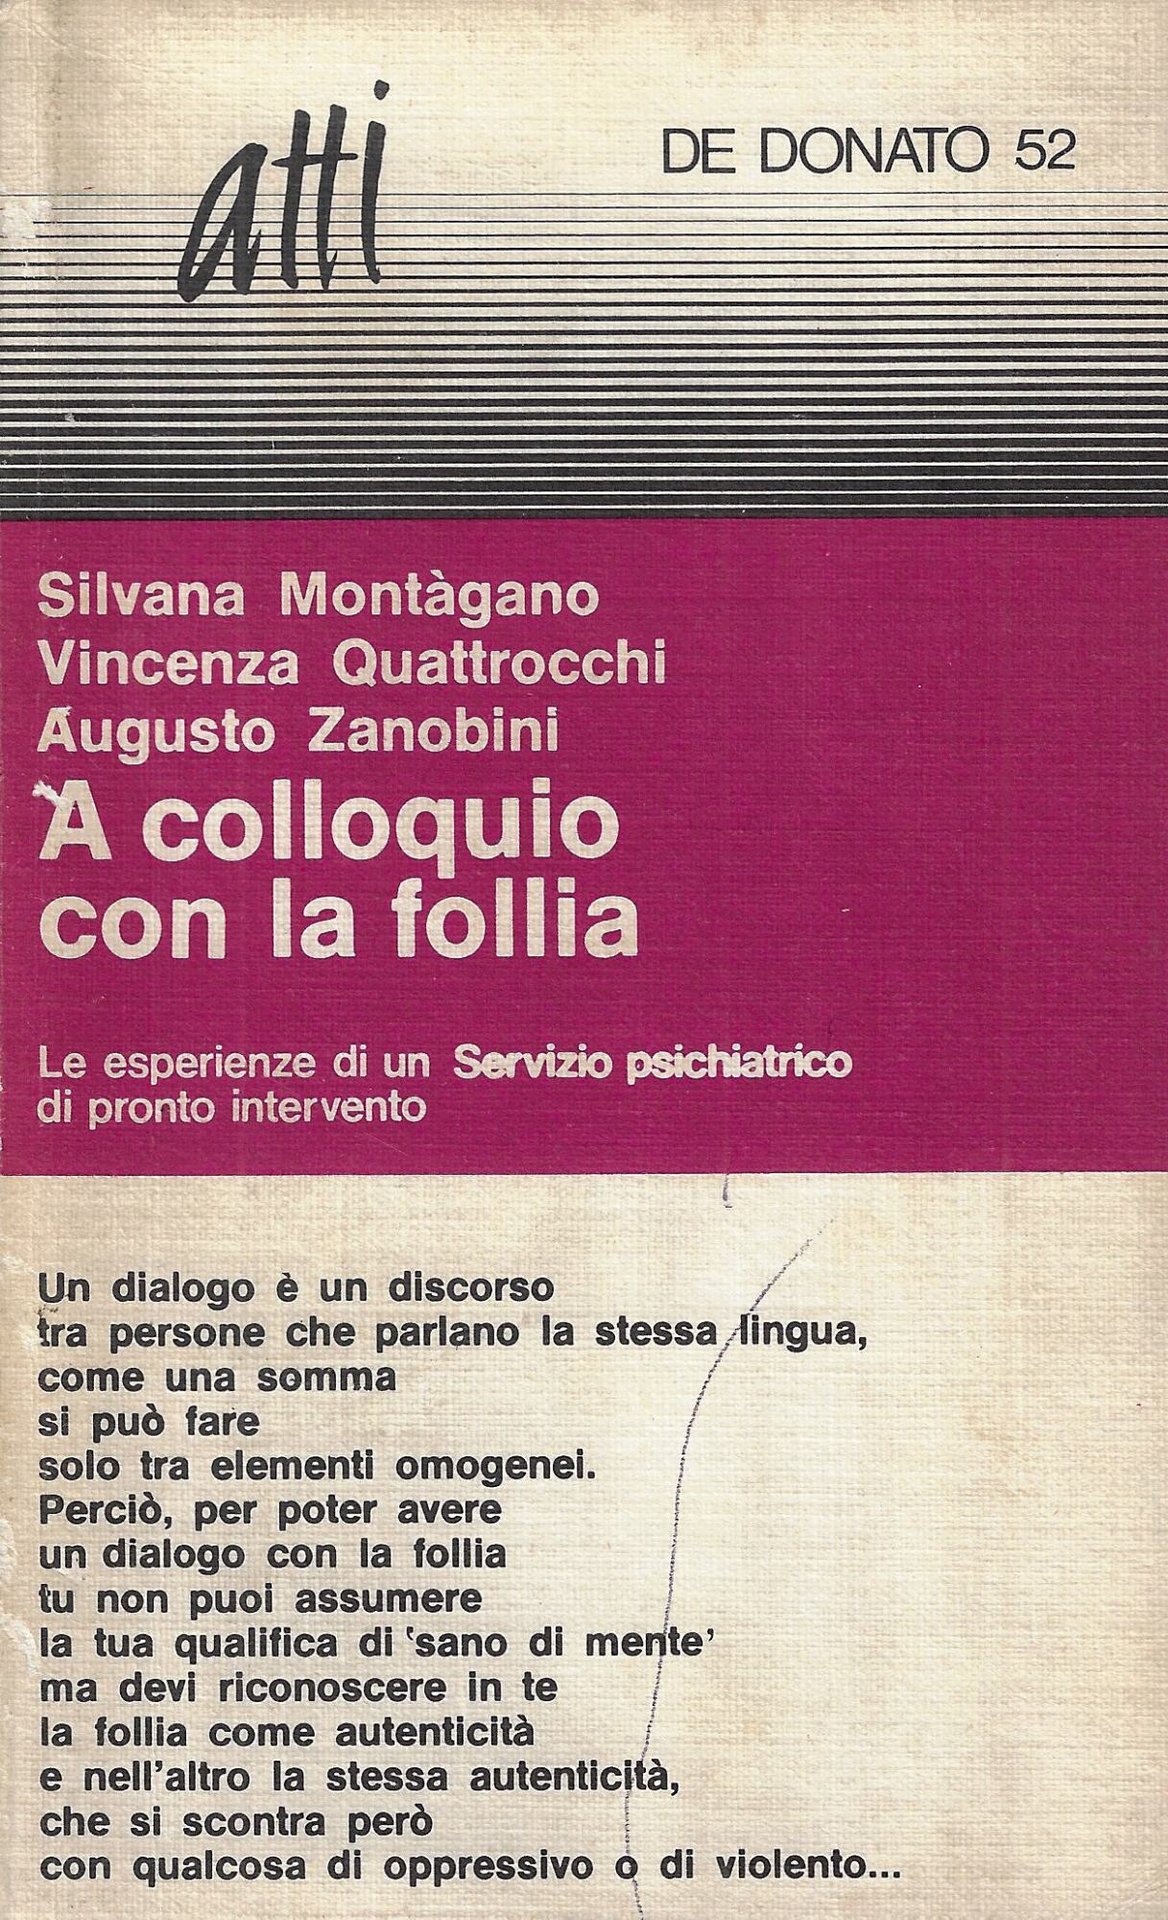 atti
DE DONATO 52
Silvana Montàgano
Vincenza Quattrocchi
Augusto Zanobini
A colloquio
con la follia
Le esperienze di un Servizio psichiatrico
di pronto intervento
Un dialogo è un discorso
tra persone che parlano la stessa lingua,
come una somma
si può fare
solo tra elementi omogenei.
Perciò, per poter avere
un dialogo con la follia
tu non puoi assumere
la tua qualifica di ‛sano di mente’
ma devi riconoscere in te
la follia come autenticità
e nell’altro la stessa autenticità,
che si scontra però
con qualcosa di oppressivo o di violento...